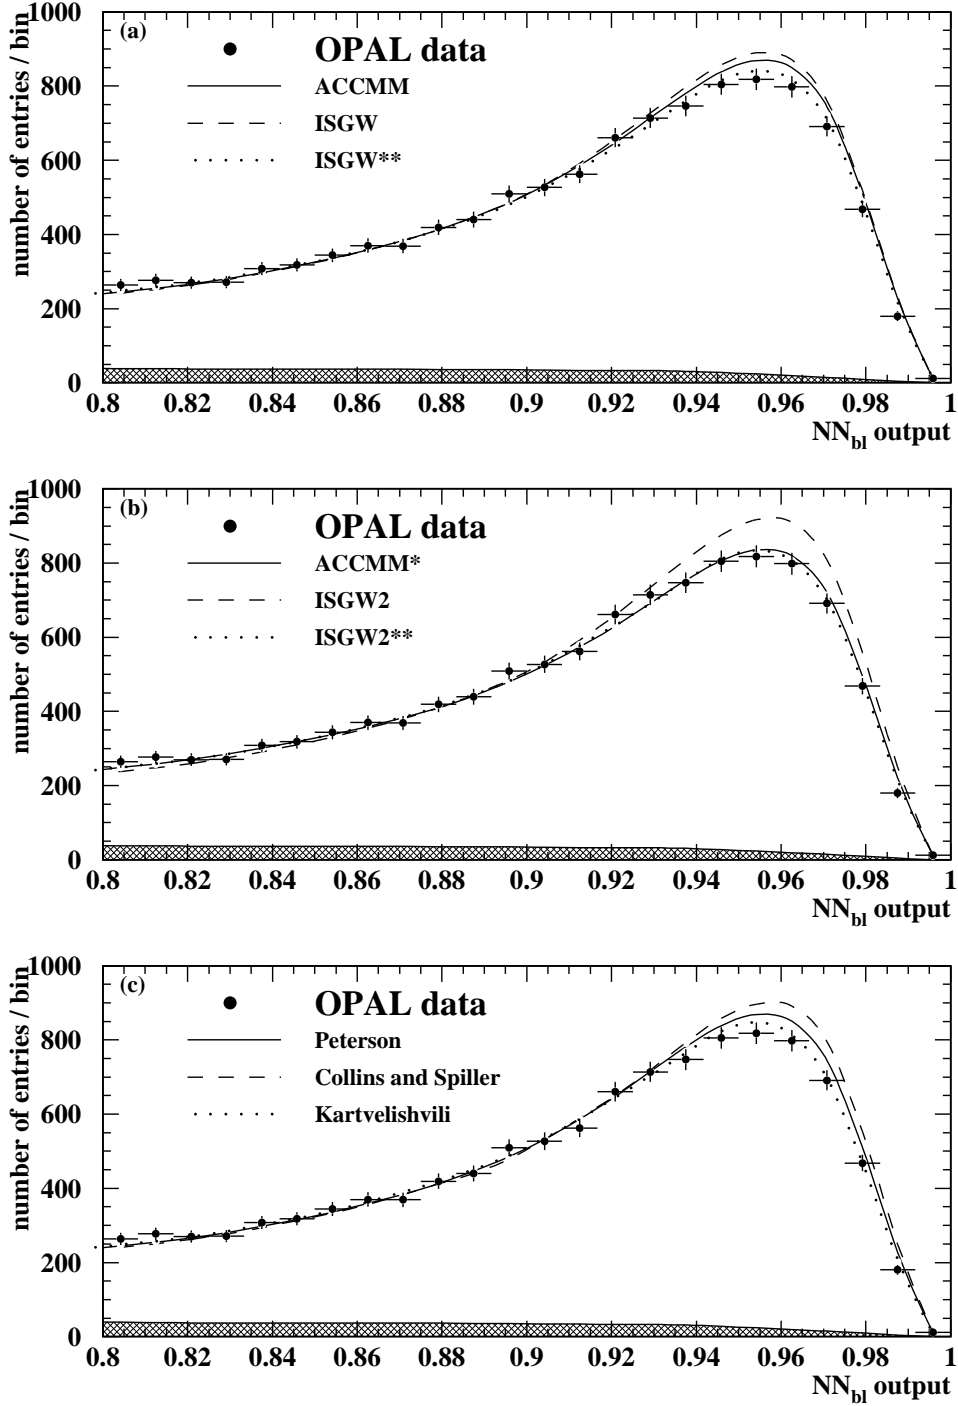 number of entries / bin
1000
800
600
400
200
0
(a)
OPAL data
ACCMM
ISGW
ISGW**
0.8 0.82 0.84 0.86 0.88 0.9 0.92 0.94 0.96 0.98 1
NNbl output
number of entries / bin
1000
800
600
400
200
0
(b)
OPAL data
ACCMM*
ISGW2
ISGW2**
0.8 0.82 0.84 0.86 0.88 0.9 0.92 0.94 0.96 0.98 1
NNbl output
number of entries / bin
1000
800
600
400
200
0
(c)
OPAL data
Peterson
Collins and Spiller
Kartvelishvili
0.8 0.82 0.84 0.86 0.88 0.9 0.92 0.94 0.96 0.98 1
NNbl output